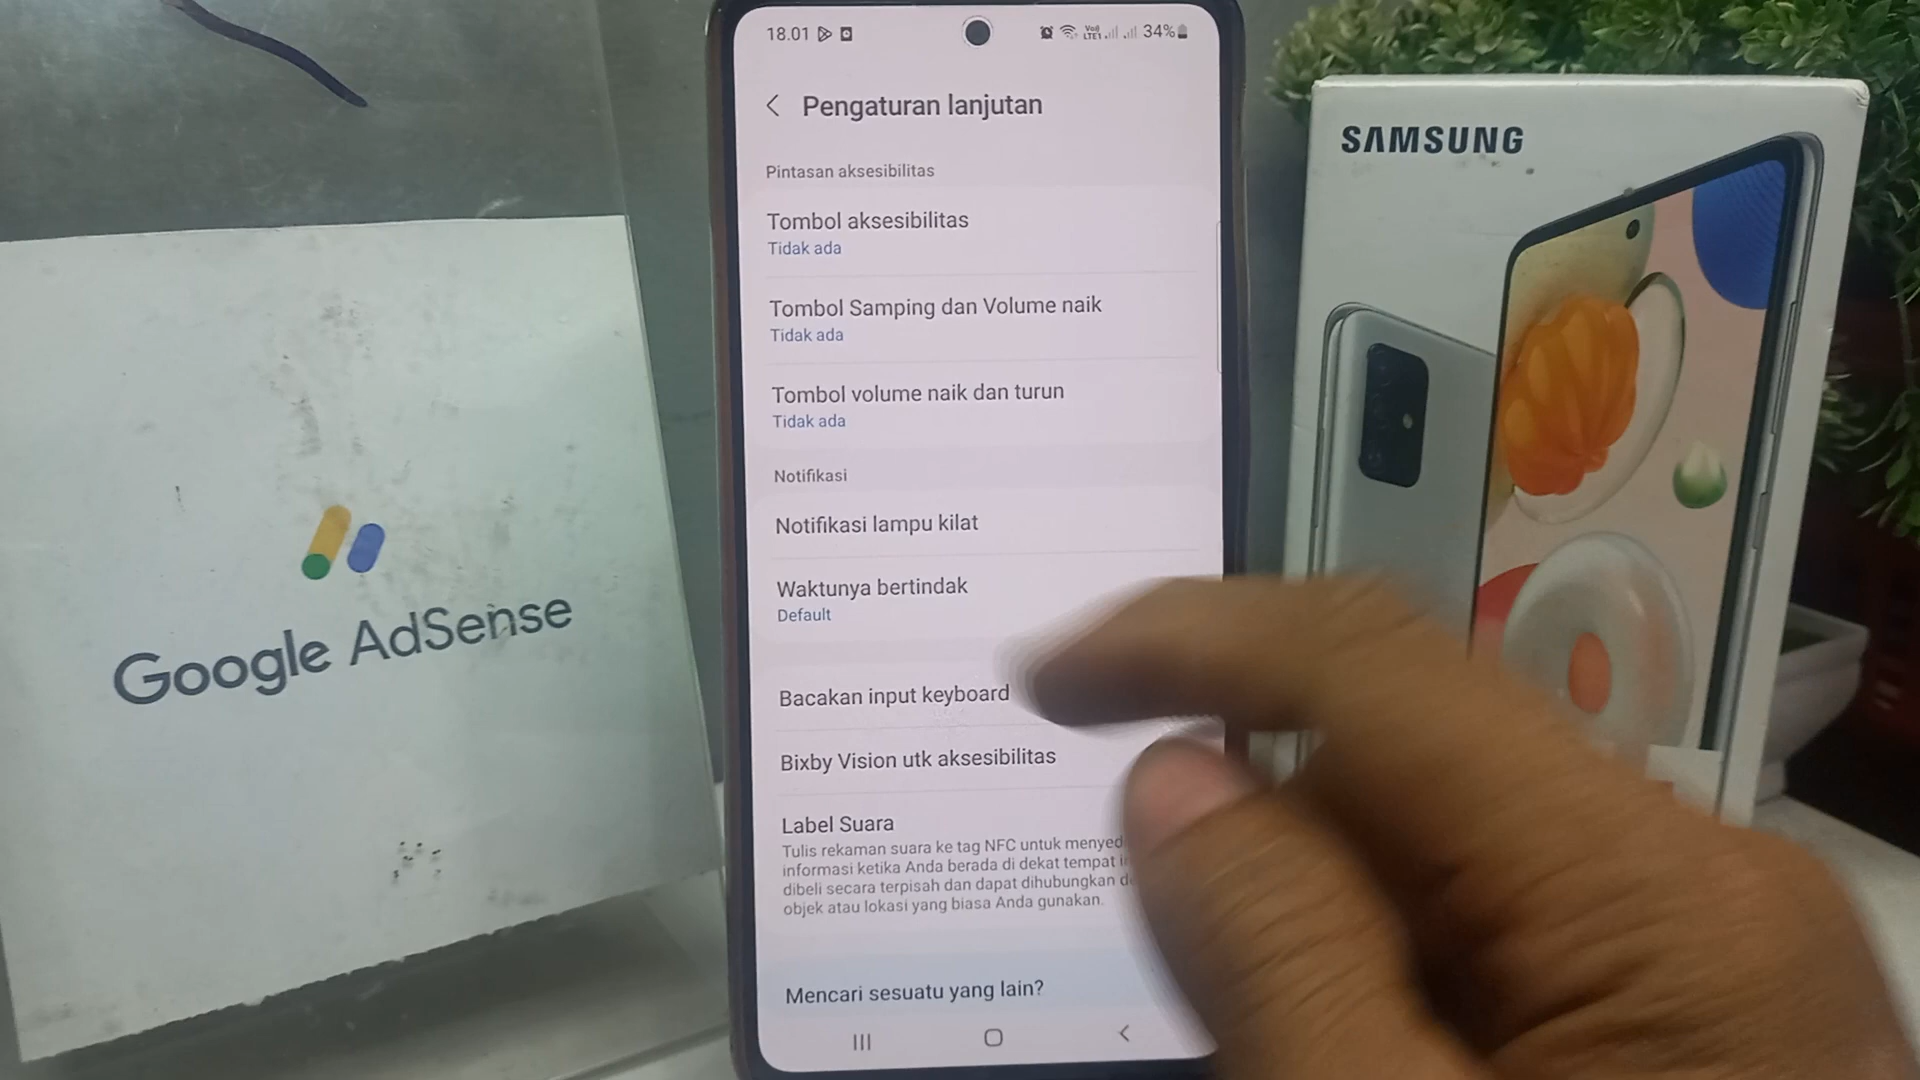 18.01
Vo))
LTE1
34%
Pengaturan lanjutan
Pintasan aksesibilitas
Tombol aksesibilitas
Tidak ada
Tombol Samping dan Volume naik
Tidak ada
Tombol volume naik dan turun
Tidak ada
Notifikasi
Notifikasi lampu kilat
Waktunya bertindak
Default
Bacakan input keyboard
Bixby Vision utk aksesibilitas
Label Suara
Tulis rekaman suara ke tag NFC untuk
informasi ketika Anda berada di dekat tempat
dibeli secara terpisah dan dapat dihubungkan
objek atau lokasi yang biasa Anda gunakan.
Mencari sesuatu yang lain?
Google AdSense
SAMSUNG